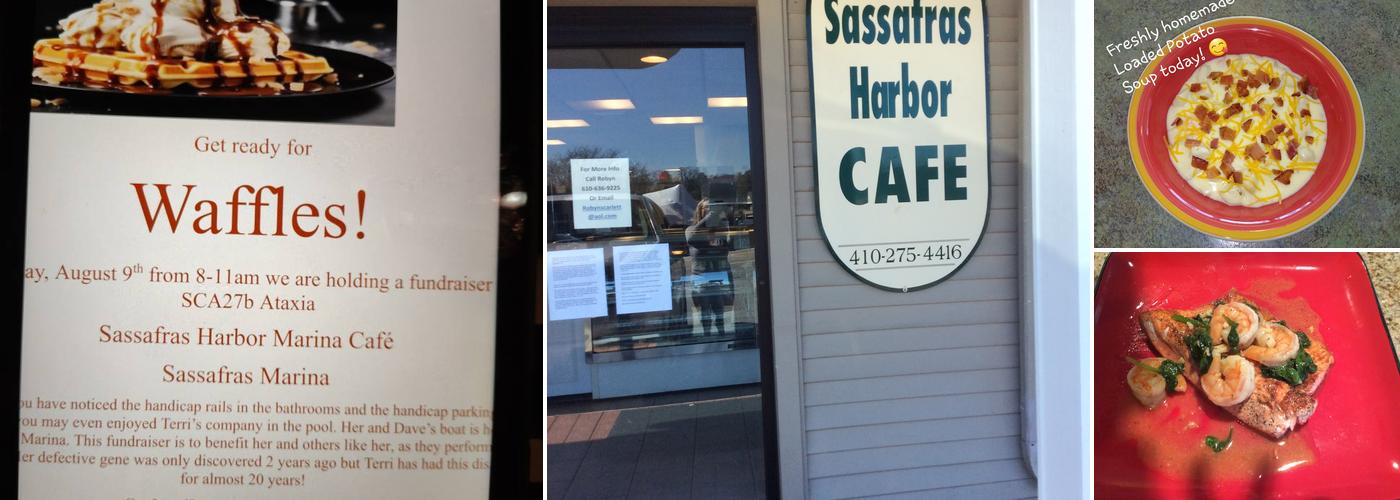 Get ready for
Waffles!
ay, August 9th from 8-11am we are holding a fundraiser
SCA27b Ataxia
Sassafras Harbor Marina Café
Sassafras Marina
ou have noticed the handicap rails in the bathrooms and the handicap parkin
ou may even enjoyed Terri's company in the pool. Her and Dave's boat is h
Marina. This fundraiser is to benefit her and others like her, as they perform
er defective gene was only discovered 2 years ago but Terri has had this dis
for almost 20 years!
For More Info
Call Robyn
610-636-9225
Or Email
Robynscarlett
@aol.com
Sassafras
Harbor
CAFE
410-275-4416
Freshly homemade
Loaded Potato
Soup today! 😊